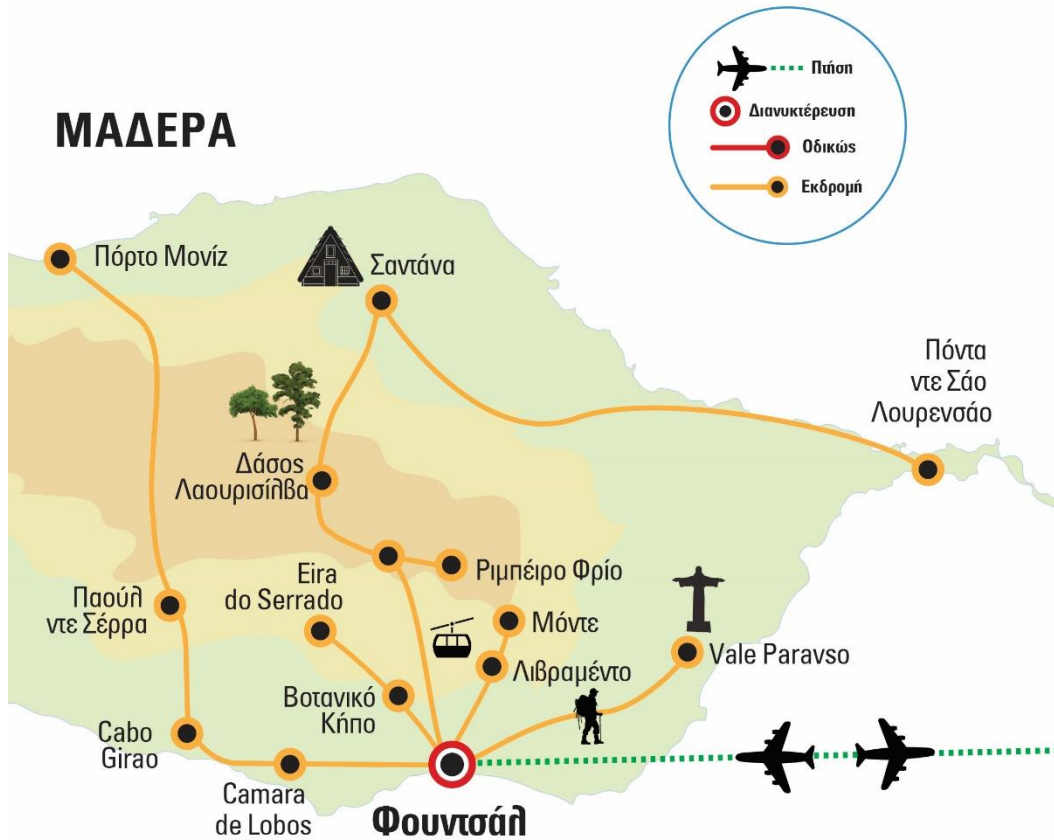 Πτήση
Διανυκτέρευση
Οδικώς
Εκδρομή
ΜΑΔΕΡΑ
Πόρτο Μονίζ
Σαντάνα
Πόντα
ντε Σάο
Λουρενσάο
Δάσος
Λαουρισίλβα
Eira
do Serrado
Ριμπέιρο Φρίο
Παούλ
ντε Σέρρα
Μόντε
Λιβραμέντο
Vale Paravso
Βοτανικό
Κήπο
Cabo
Girao
Camara
de Lobos
Φουντσάλ